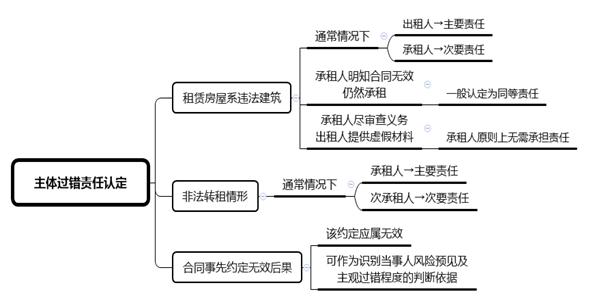 主体过错责任认定
租赁房屋系违法建筑
通常情况下
出租人→主要责任
承租人→次要责任
承租人明知合同无效
仍然承租
一般认定为同等责任
承租人尽审查义务
出租人提供虚假材料
承租人原则上无需承担责任
非法转租情形
通常情况下
承租人→主要责任
次承租人→次要责任
合同事先约定无效后果
该约定应属无效
可作为识别当事人风险预见及
主观过错程度的判断依据